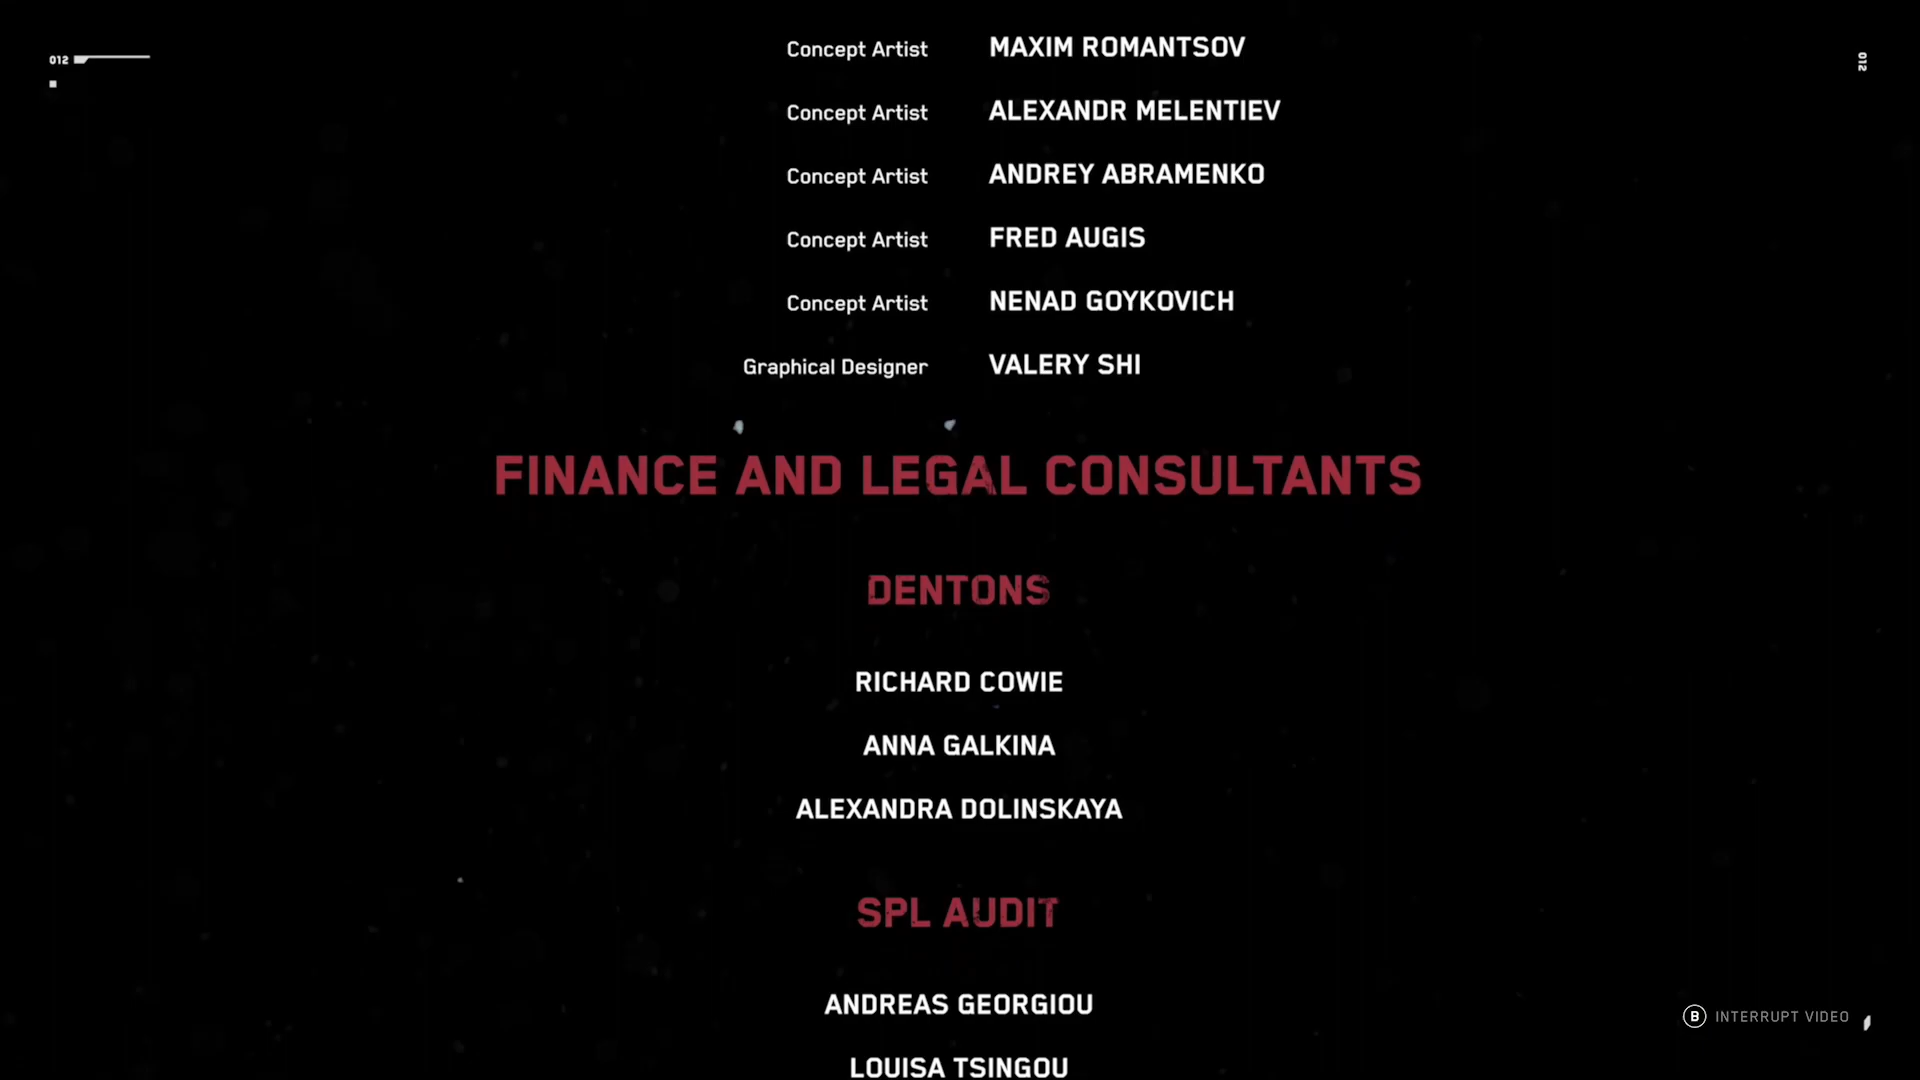 012
012
Concept Artist MAXIM ROMANTSOV
Concept Artist ALEXANDR MELENTIEV
Concept Artist ANDREY ABRAMENKO
Concept Artist FRED AUGIS
Concept Artist NENAD GOYKOVICH
Graphical Designer VALERY SHI
FINANCE AND LEGAL CONSULTANTS
DENTONS
RICHARD COWIE
ANNA GALKINA
ALEXANDRA DOLINSKAYA
SPL AUDIT
ANDREAS GEORGIOU
B INTERRUPT VIDEO
LOUISA TSINGOU